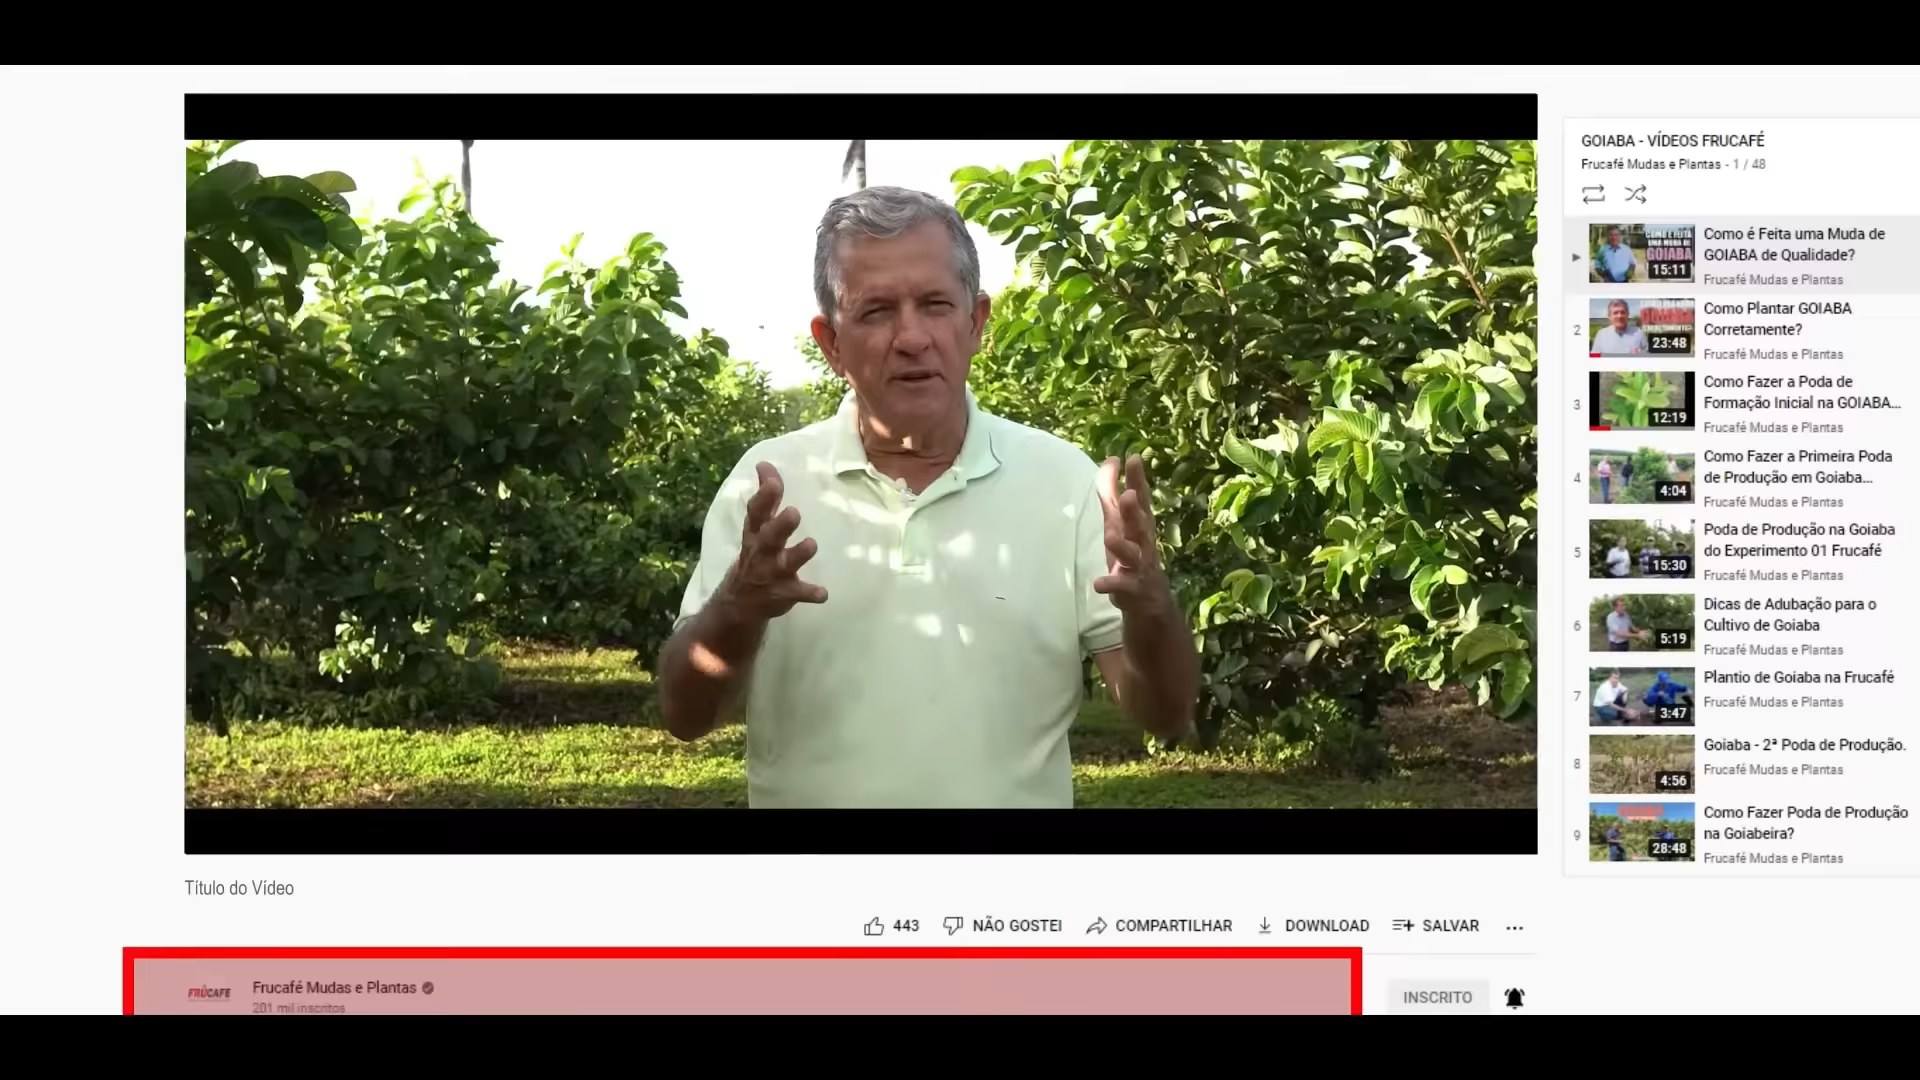 GOIABA - VÍDEOS FRUCAFÉ
Frucafé Mudas e Plantas - 1 / 48
COMO É FEITA
UMA MUDA DE
GOIABA
15:11
Como é Feita uma Muda de
GOIABA de Qualidade?
Frucafé Mudas e Plantas
2
23:48
Como Plantar GOIABA
Corretamente?
Frucafé Mudas e Plantas
3
12:19
Como Fazer a Poda de
Formação Inicial na GOIABA...
Frucafé Mudas e Plantas
4
4:04
Como Fazer a Primeira Poda
de Produção em Goiaba...
Frucafé Mudas e Plantas
5
15:30
Poda de Produção na Goiaba
do Experimento 01 Frucafé
Frucafé Mudas e Plantas
6
5:19
Dicas de Adubação para o
Cultivo de Goiaba
Frucafé Mudas e Plantas
7
3:47
Plantio de Goiaba na Frucafé
Frucafé Mudas e Plantas
8
4:56
Goiaba - 2ª Poda de Produção.
Frucafé Mudas e Plantas
9
28:48
Como Fazer Poda de Produção
na Goiabeira?
Frucafé Mudas e Plantas
Título do Vídeo
443 NÃO GOSTEI COMPARTILHAR DOWNLOAD SALVAR ...
FRUCAFÉ
Frucafé Mudas e Plantas
201 mil inscritos
INSCRITO